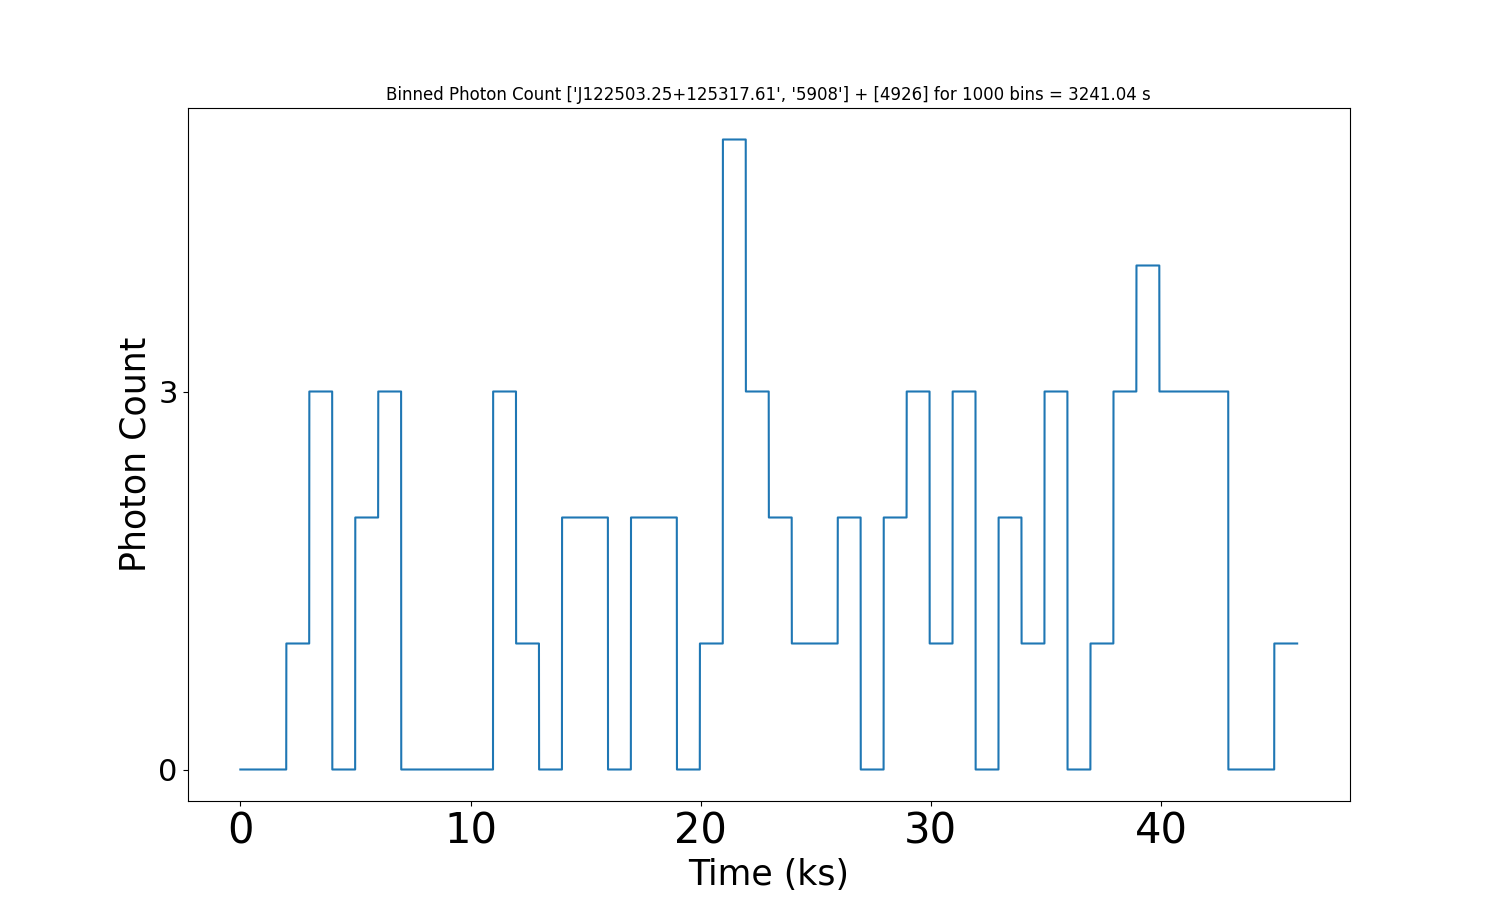 Binned Photon Count ['J122503.25+125317.61', '5908'] + [4926] for 1000 bins = 3241.04 s
Photon Count
3
0
0 10 20 30 40
Time (ks)